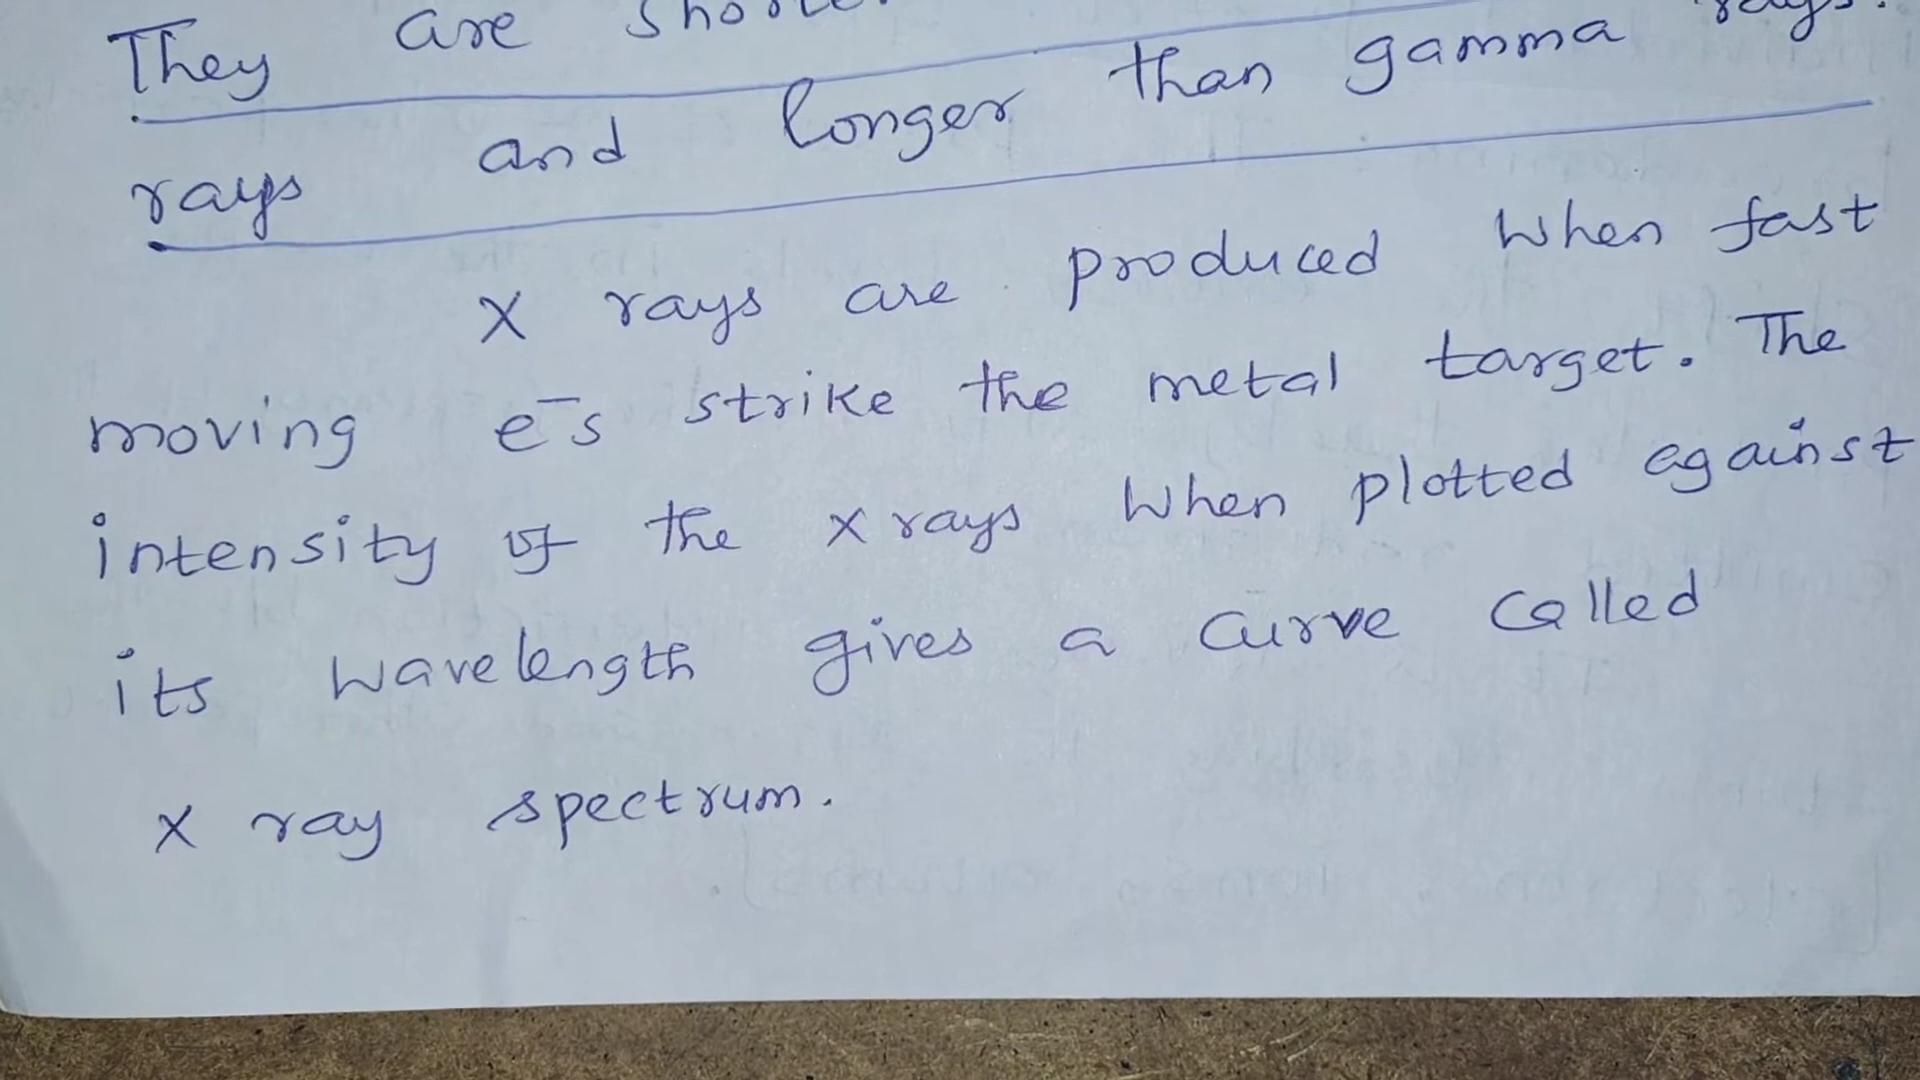 They are
rays and longer than gamma rays.
X rays are produced when fast
moving e⁻s strike the metal target. The
intensity of the x rays when plotted against
its wavelength gives a curve called
x ray spectrum.